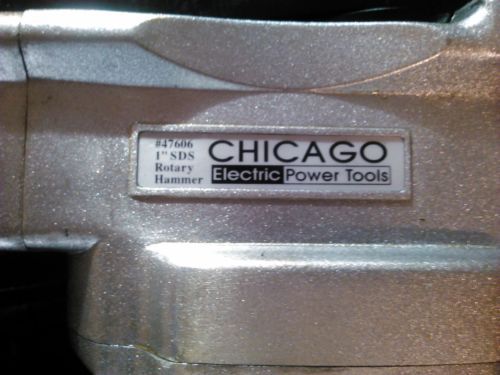 #47606
1" SDS
Rotary
Hammer
CHICAGO
Electric Power Tools